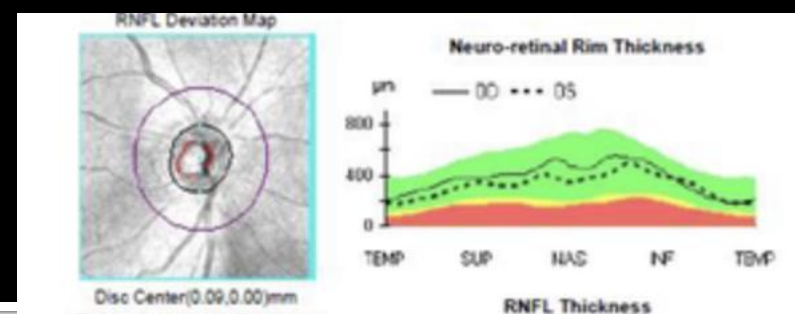 RNFL Deviation Map
Disc Center(0.09,0.00)mm
Neuro-retinal Rim Thickness
μm
— OD --- OS
800
400
0
TEMP SUP NAS INF TEMP
RNFL Thickness